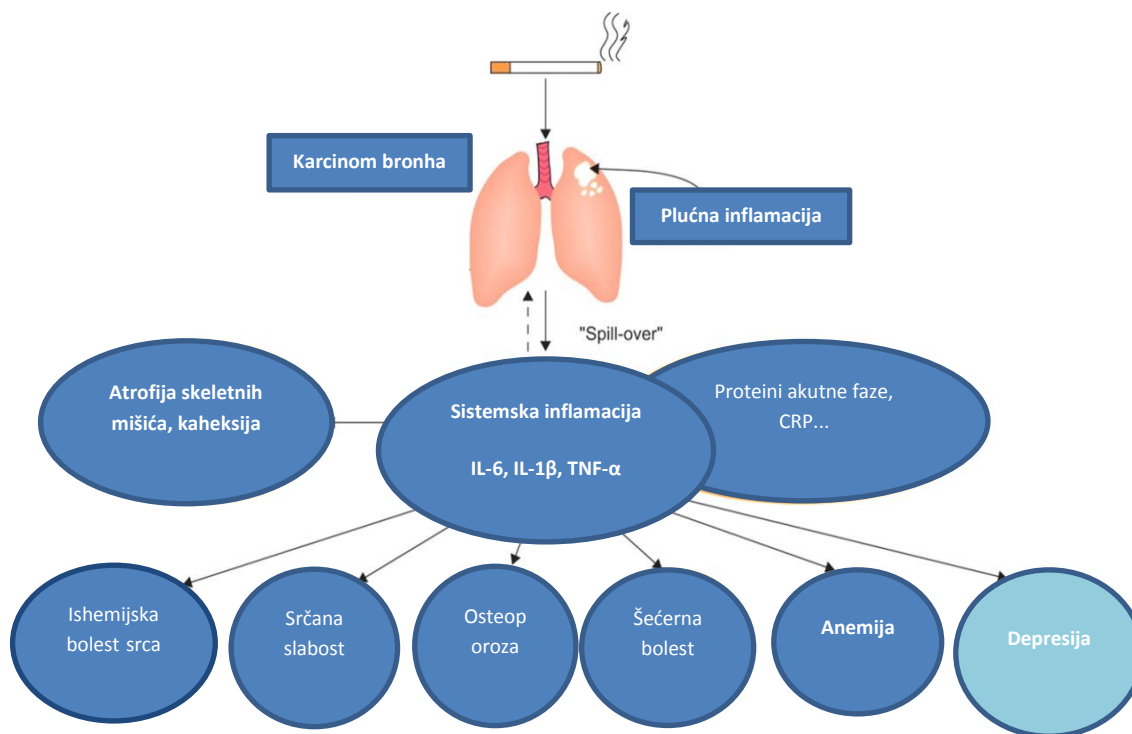 Karcinom bronha
Plućna inflamacija
"Spill-over"
Atrofija skeletnih
mišića, kaheksija
Proteini akutne faze,
CRP...
Sistemska inflamacija
IL-6, IL-1β, TNF-α
Ishemijska
bolest srca
Srčana
slabost
Osteop
oroza
Šećerna
bolest
Anemija
Depresija